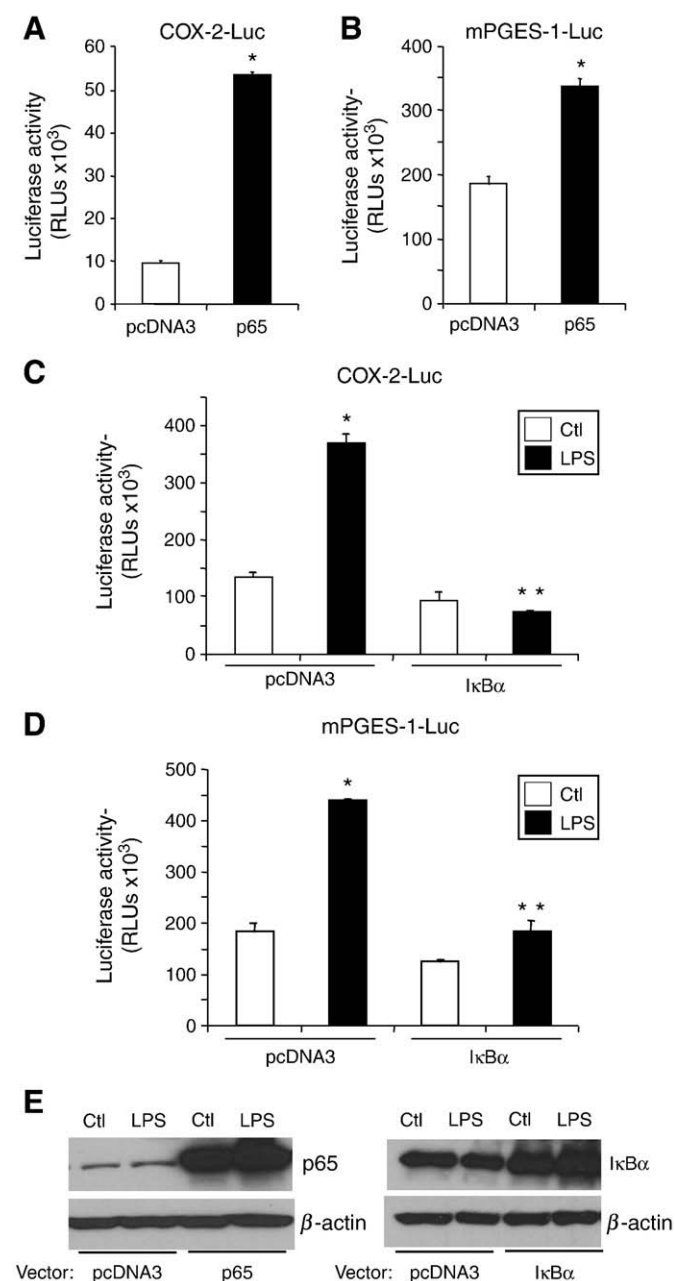 A
COX-2-Luc
Luciferase activity
(RLUs x10³)
60
50
40
30
20
10
0
*
pcDNA3 p65
B
mPGES-1-Luc
Luciferase activity-
(RLUs x10³)
400
300
200
100
0
*
pcDNA3 p65
C
COX-2-Luc
Luciferase activity-
(RLUs x10³)
400
300
200
100
0
*
* *
Ctl
LPS
pcDNA3 IκBα
D
mPGES-1-Luc
Luciferase activity-
(RLUs x10³)
500
400
300
200
100
0
*
* *
Ctl
LPS
pcDNA3 IκBα
E
Ctl LPS Ctl LPS
p65
β-actin
Vector: pcDNA3 p65
Ctl LPS Ctl LPS
IκBα
β-actin
Vector: pcDNA3 IκBα